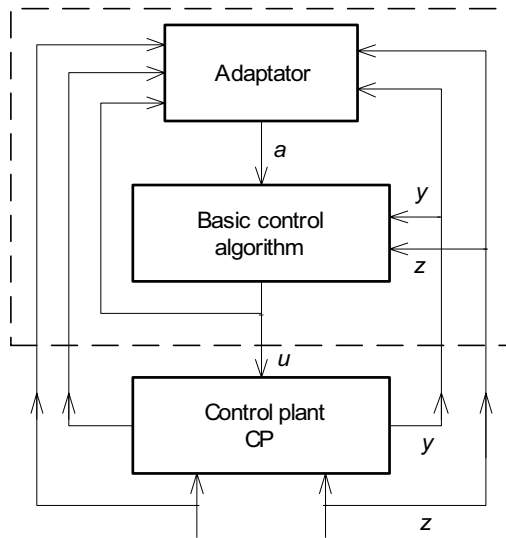 Adaptator
a
y
Basic control
algorithm
z
u
Control plant
CP
y
z